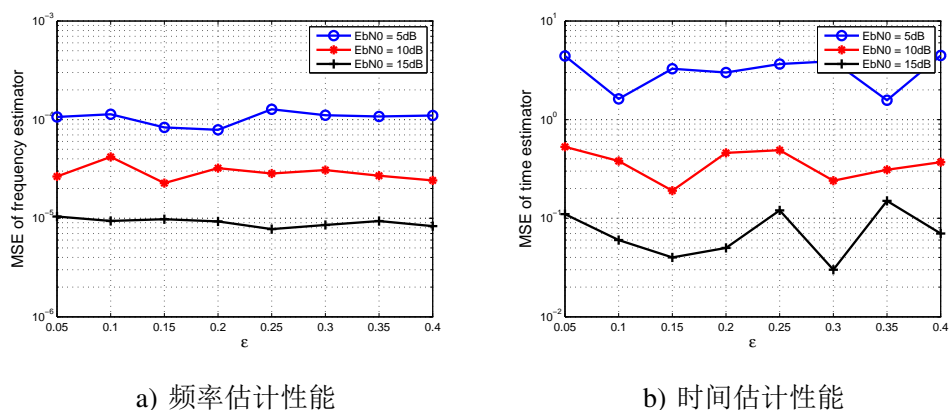 10⁻³
10⁻⁴
10⁻⁵
10⁻⁶
MSE of frequency estimator
EbN0 = 5dB
EbN0 = 10dB
EbN0 = 15dB
0.05 0.1 0.15 0.2 0.25 0.3 0.35 0.4
ε
a) 频率估计性能
10¹
10⁰
10⁻¹
10⁻²
MSE of time estimator
EbN0 = 5dB
EbN0 = 10dB
EbN0 = 15dB
0.05 0.1 0.15 0.2 0.25 0.3 0.35 0.4
ε
b) 时间估计性能